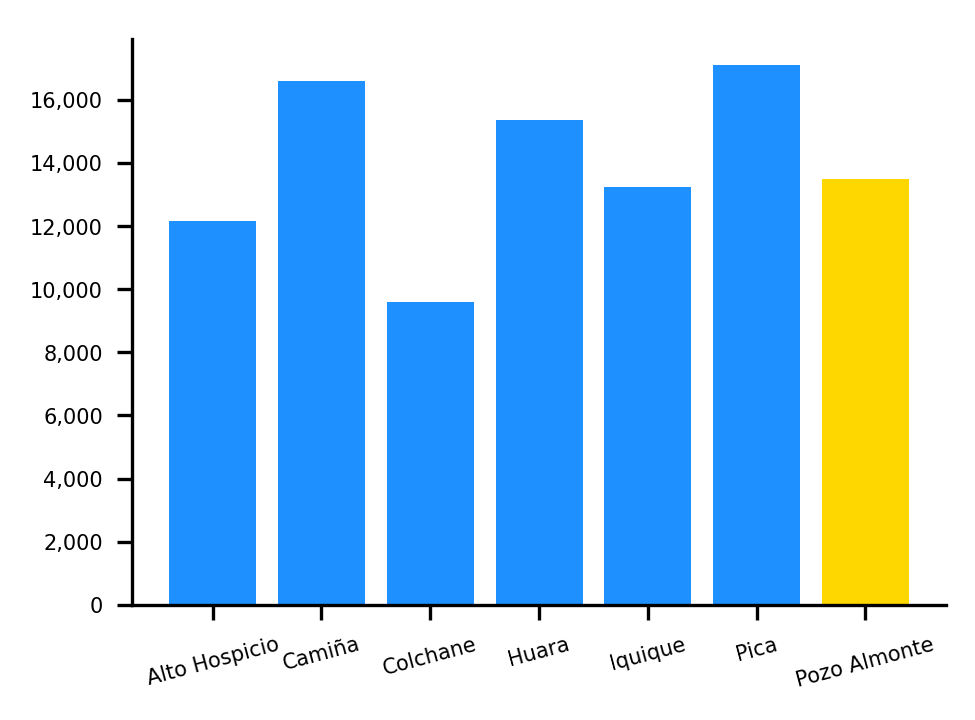 16,000
14,000
12,000
10,000
8,000
6,000
4,000
2,000
0
Alto Hospicio
Camiña
Colchane
Huara
Iquique
Pica
Pozo Almonte